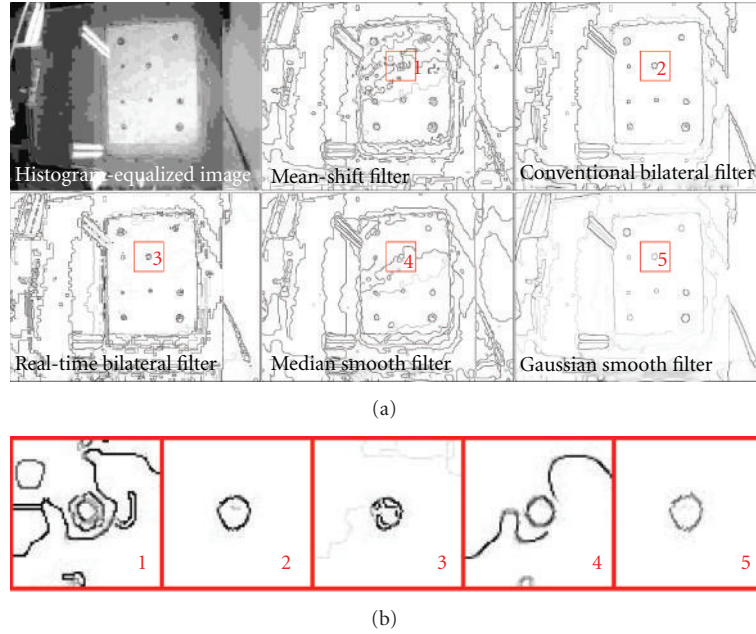 1
2
Histogram-equalized image
Mean-shift filter
Conventional bilateral filter
3
4
5
Real-time bilateral filter
Median smooth filter
Gaussian smooth filter
(a)
1
2
3
4
5
(b)